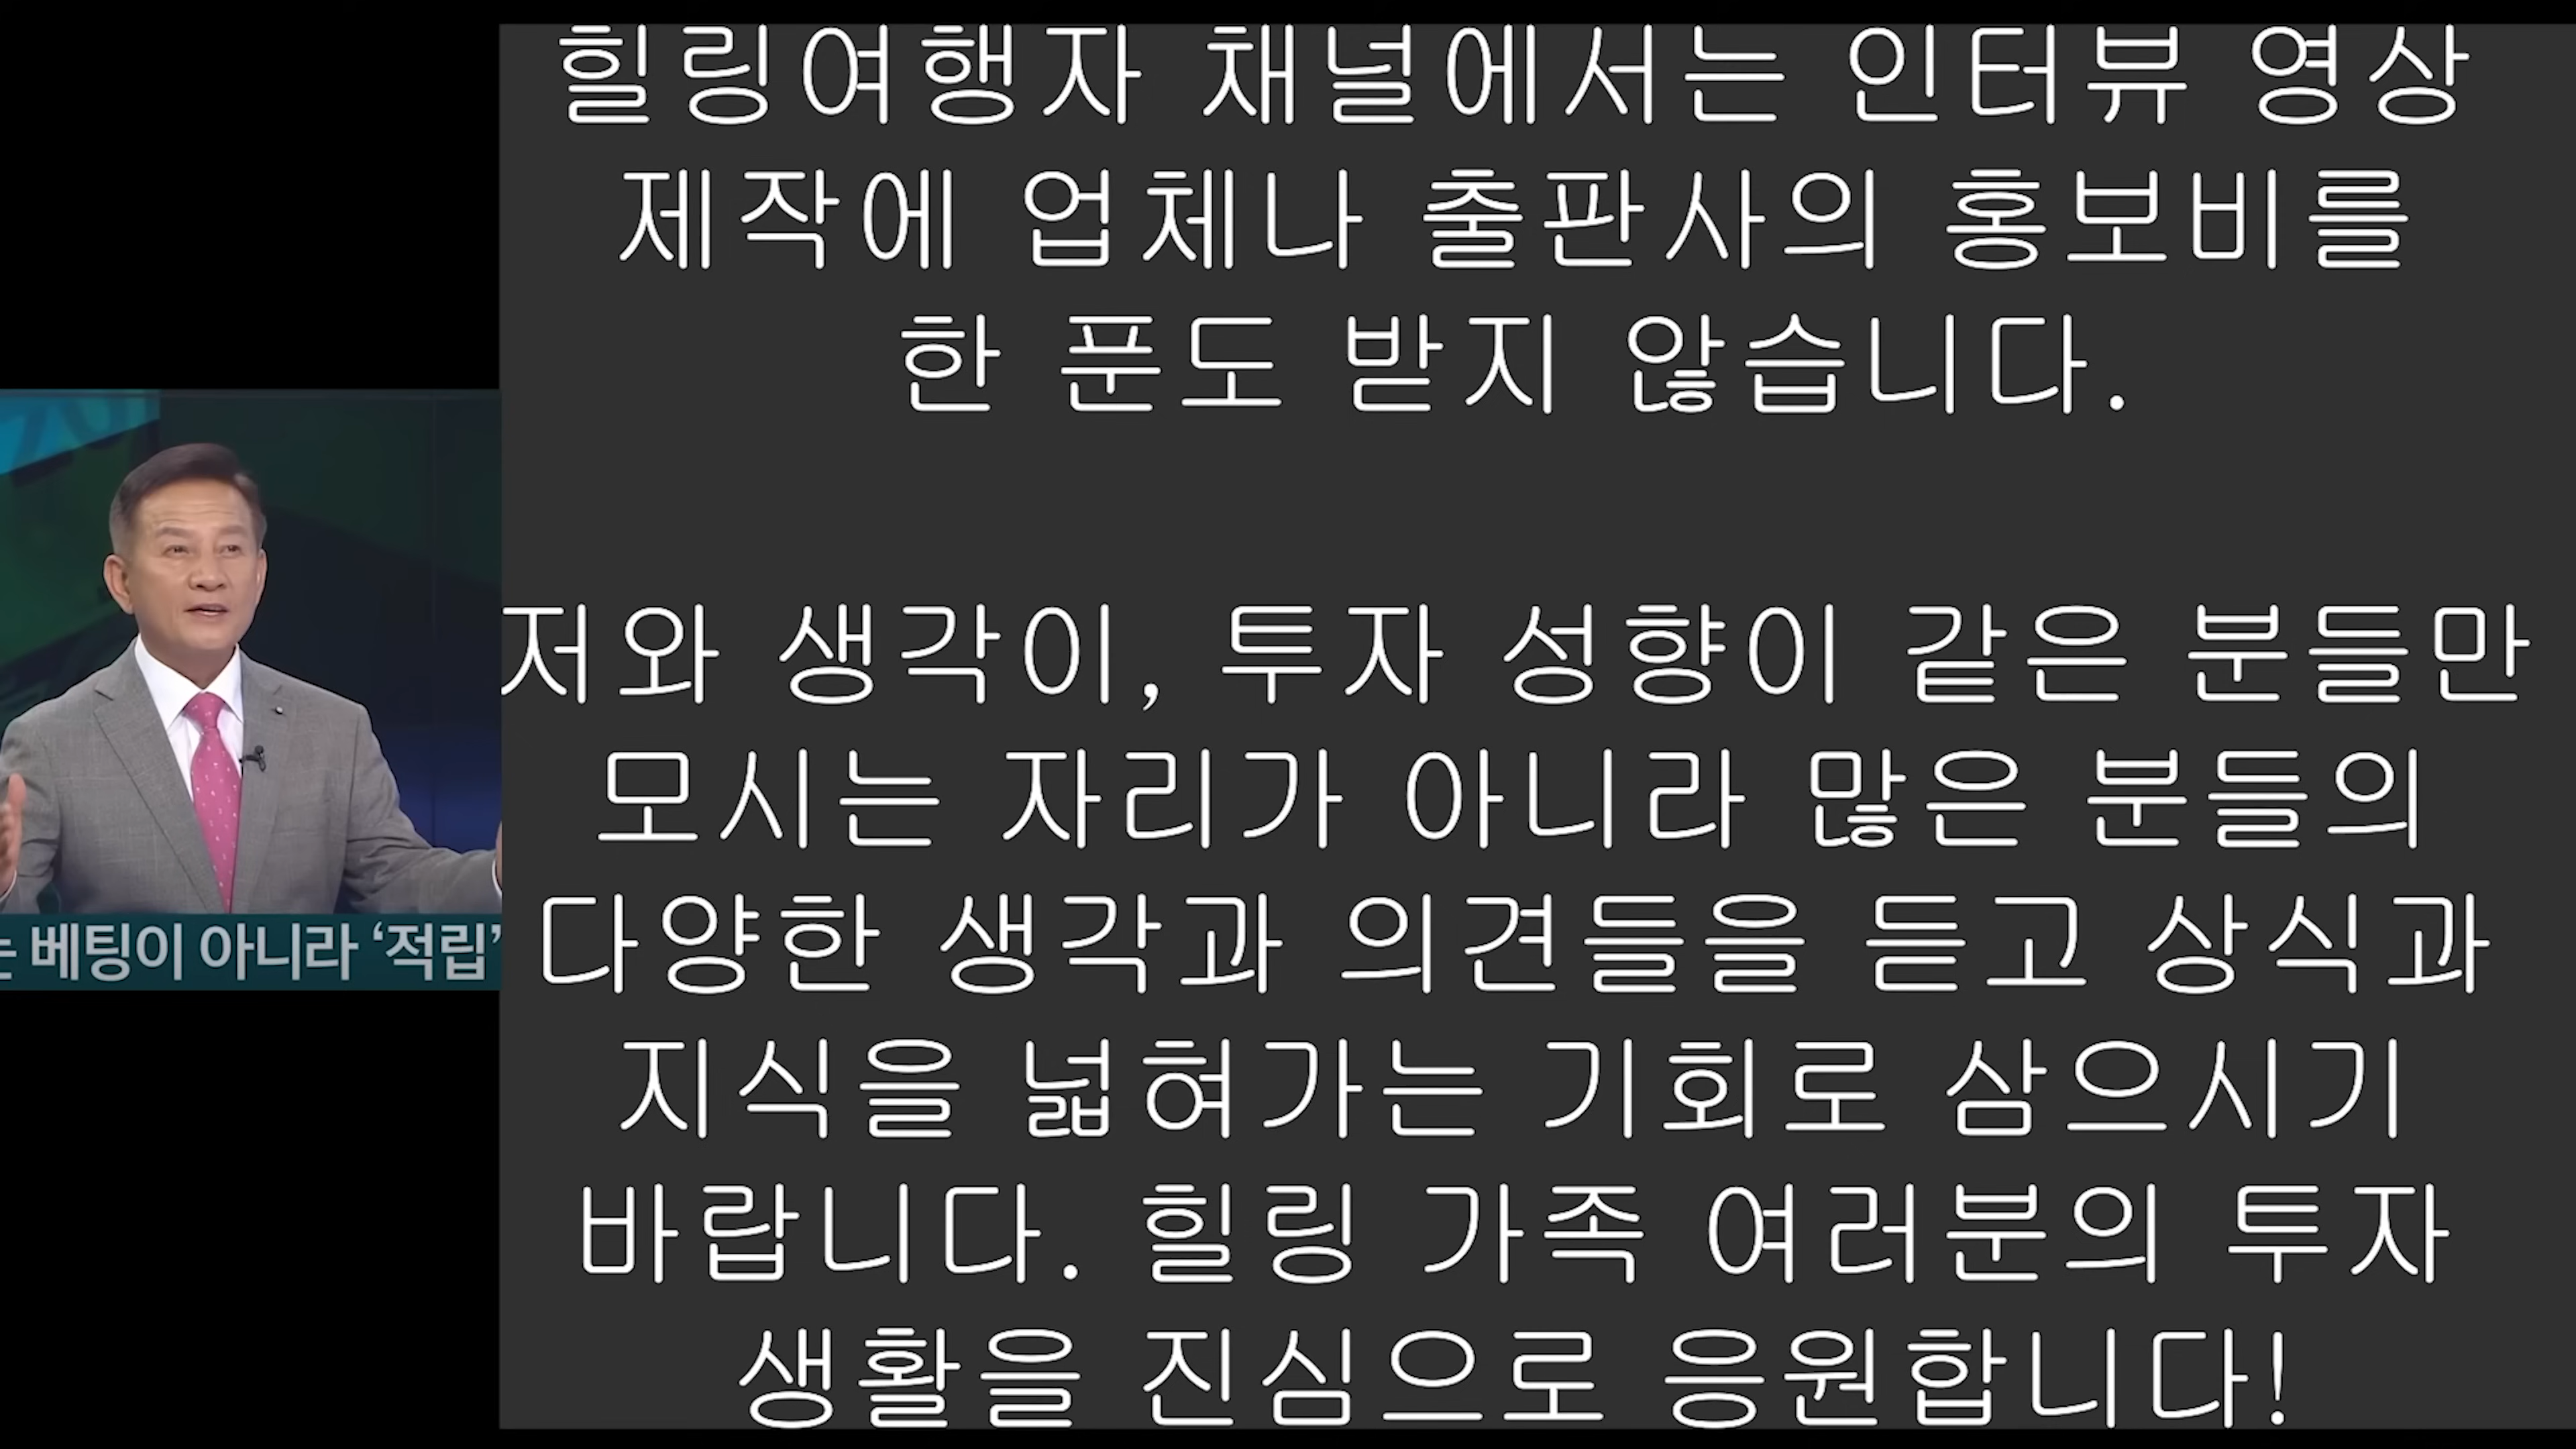 힐링여행자 채널에서는 인터뷰 영상
제작에 업체나 출판사의 홍보비를
한 푼도 받지 않습니다.
저와 생각이, 투자 성향이 같은 분들만
모시는 자리가 아니라 많은 분들의
다양한 생각과 의견들을 듣고 상식과
지식을 넓혀가는 기회로 삼으시기
바랍니다. 힐링 가족 여러분의 투자
생활을 진심으로 응원합니다!
는 베팅이 아니라 ‘적립’